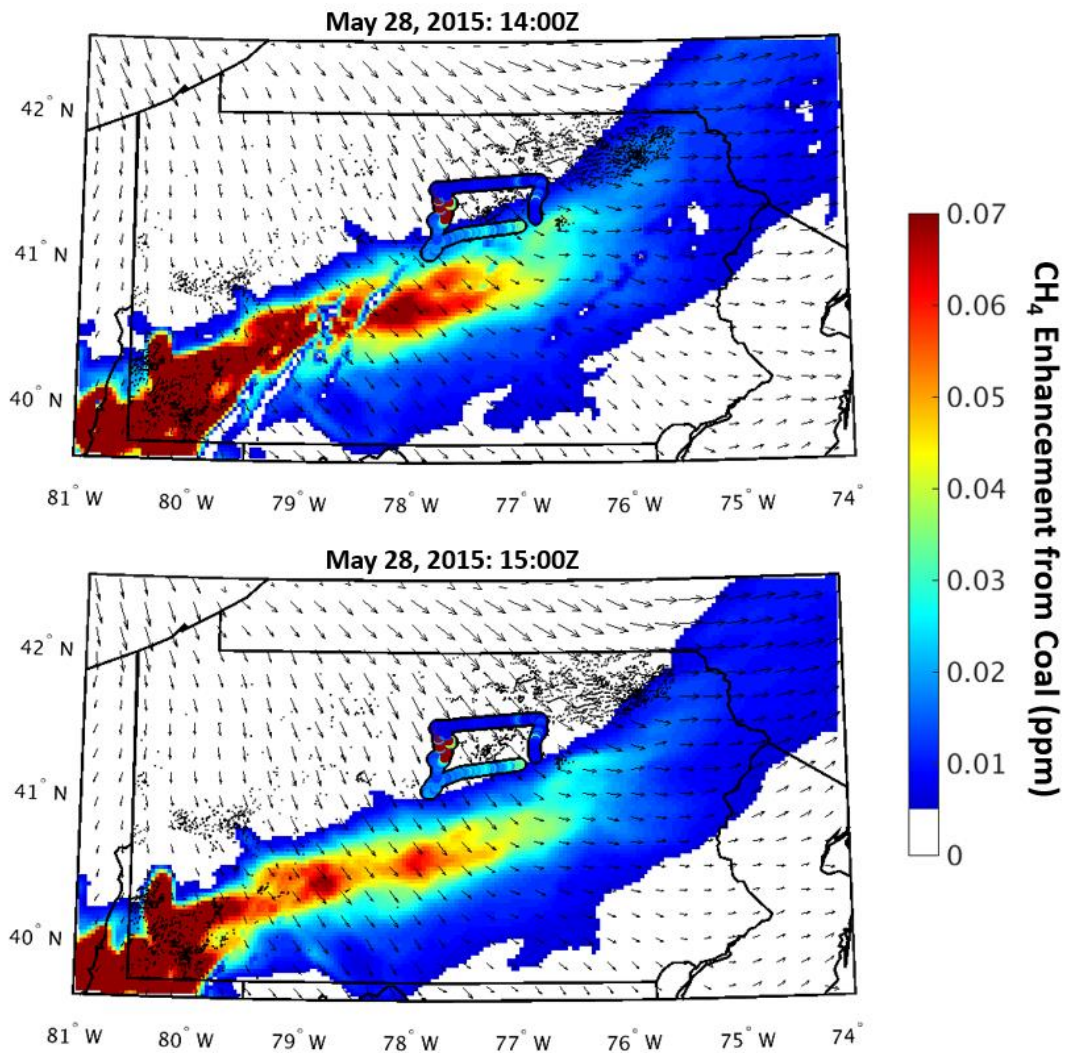 May 28, 2015: 14:00Z
42° N
41° N
40° N
81° W 80° W 79° W 78° W 77° W 76° W 75° W 74°
May 28, 2015: 15:00Z
42° N
41° N
40° N
81° W 80° W 79° W 78° W 77° W 76° W 75° W 74°
0.07
0.06
0.05
0.04
0.03
0.02
0.01
0
CH₄ Enhancement from Coal (ppm)